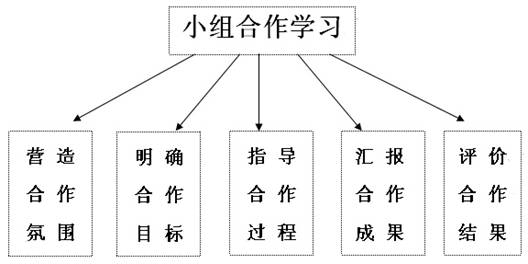 小组合作学习
营造
合作
氛围
明确
合作
目标
指导
合作
过程
汇报
合作
成果
评价
合作
结果